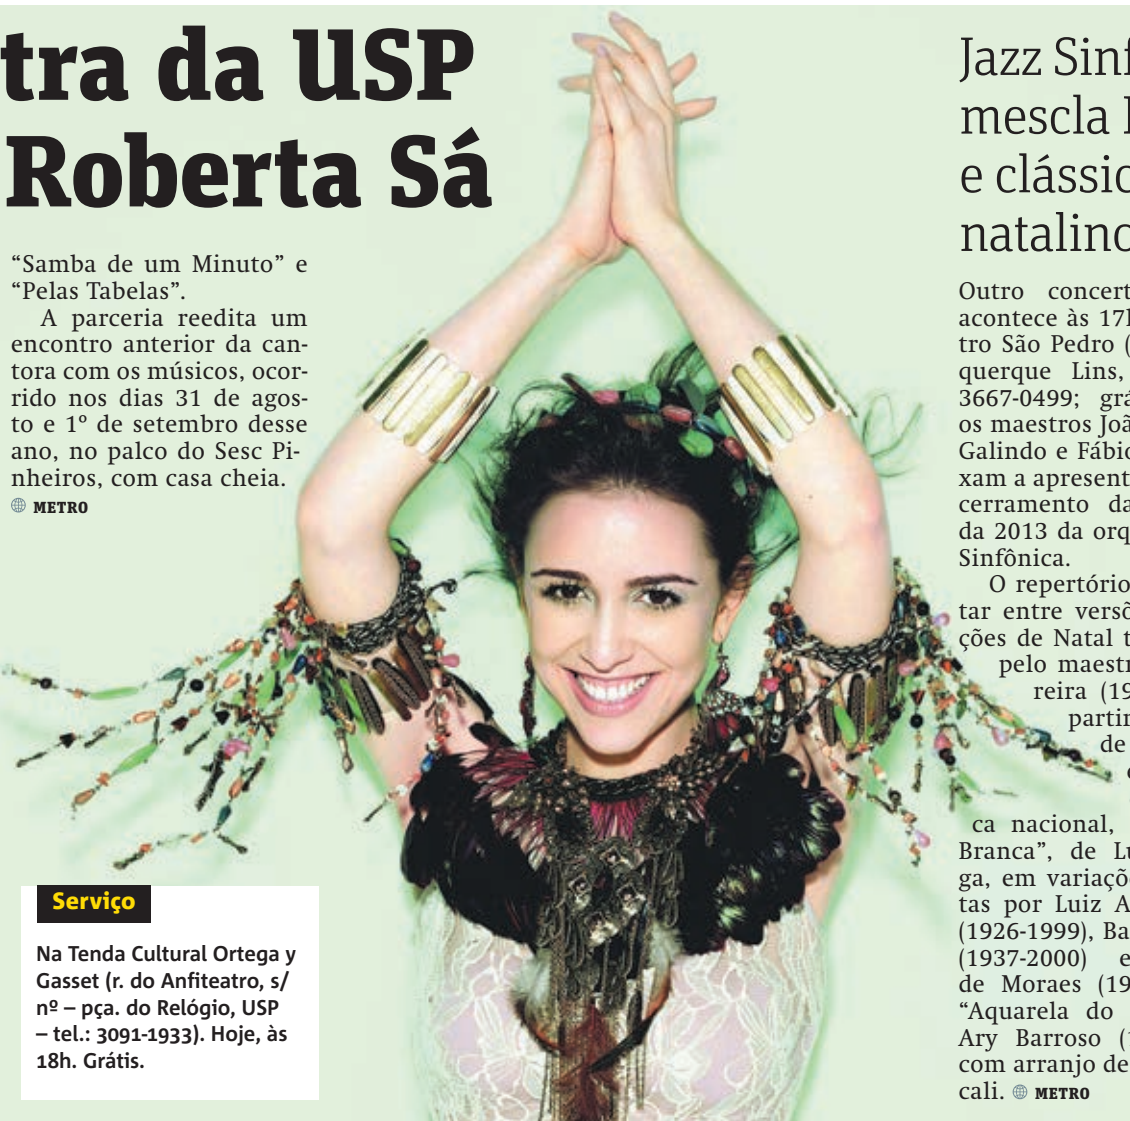 tra da USP
Roberta Sá
“Samba de um Minuto” e
“Pelas Tabelas”.
A parceria reedita um
encontro anterior da can-
tora com os músicos, ocor-
rido nos dias 31 de agos-
to e 1º de setembro desse
ano, no palco do Sesc Pi-
nheiros, com casa cheia.
METRO
Serviço
Na Tenda Cultural Ortega y
Gasset (r. do Anfiteatro, s/
nº – pça. do Relógio, USP
– tel.: 3091-1933). Hoje, às
18h. Grátis.
Jazz Sinf
mescla
e clássic
natalino
Outro concert
acontece às 17h
tro São Pedro (
querque Lins,
3667-0499; grá
os maestros Joã
Galindo e Fábio
xam a apresent
cerramento da
da 2013 da orq
Sinfônica.
O repertório
tar entre versõ
ções de Natal t
pelo maestr
reira (19
partir
de
ca nacional,
Branca”, de Lu
ga, em variaçõ
tas por Luiz A
(1926-1999), Ba
(1937-2000) e
de Moraes (19
“Aquarela do
Ary Barroso (
com arranjo de
cali. METRO